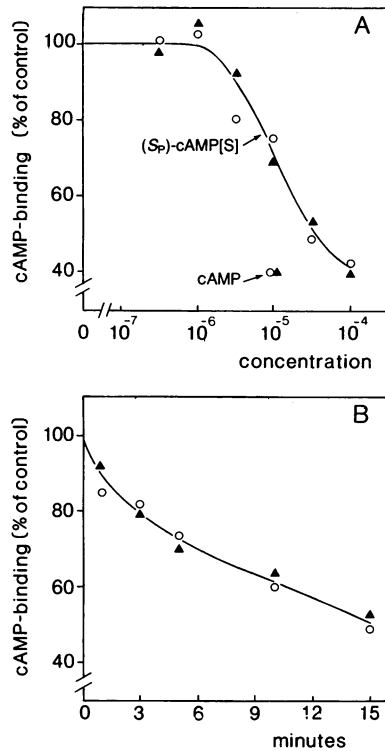 A
cAMP-binding (% of control)
100
80
60
40
(Sp)-cAMP[S]
cAMP
0 10⁻⁷ 10⁻⁶ 10⁻⁵ 10⁻⁴
concentration
B
cAMP-binding (% of control)
100
80
60
40
0 3 6 9 12 15
minutes